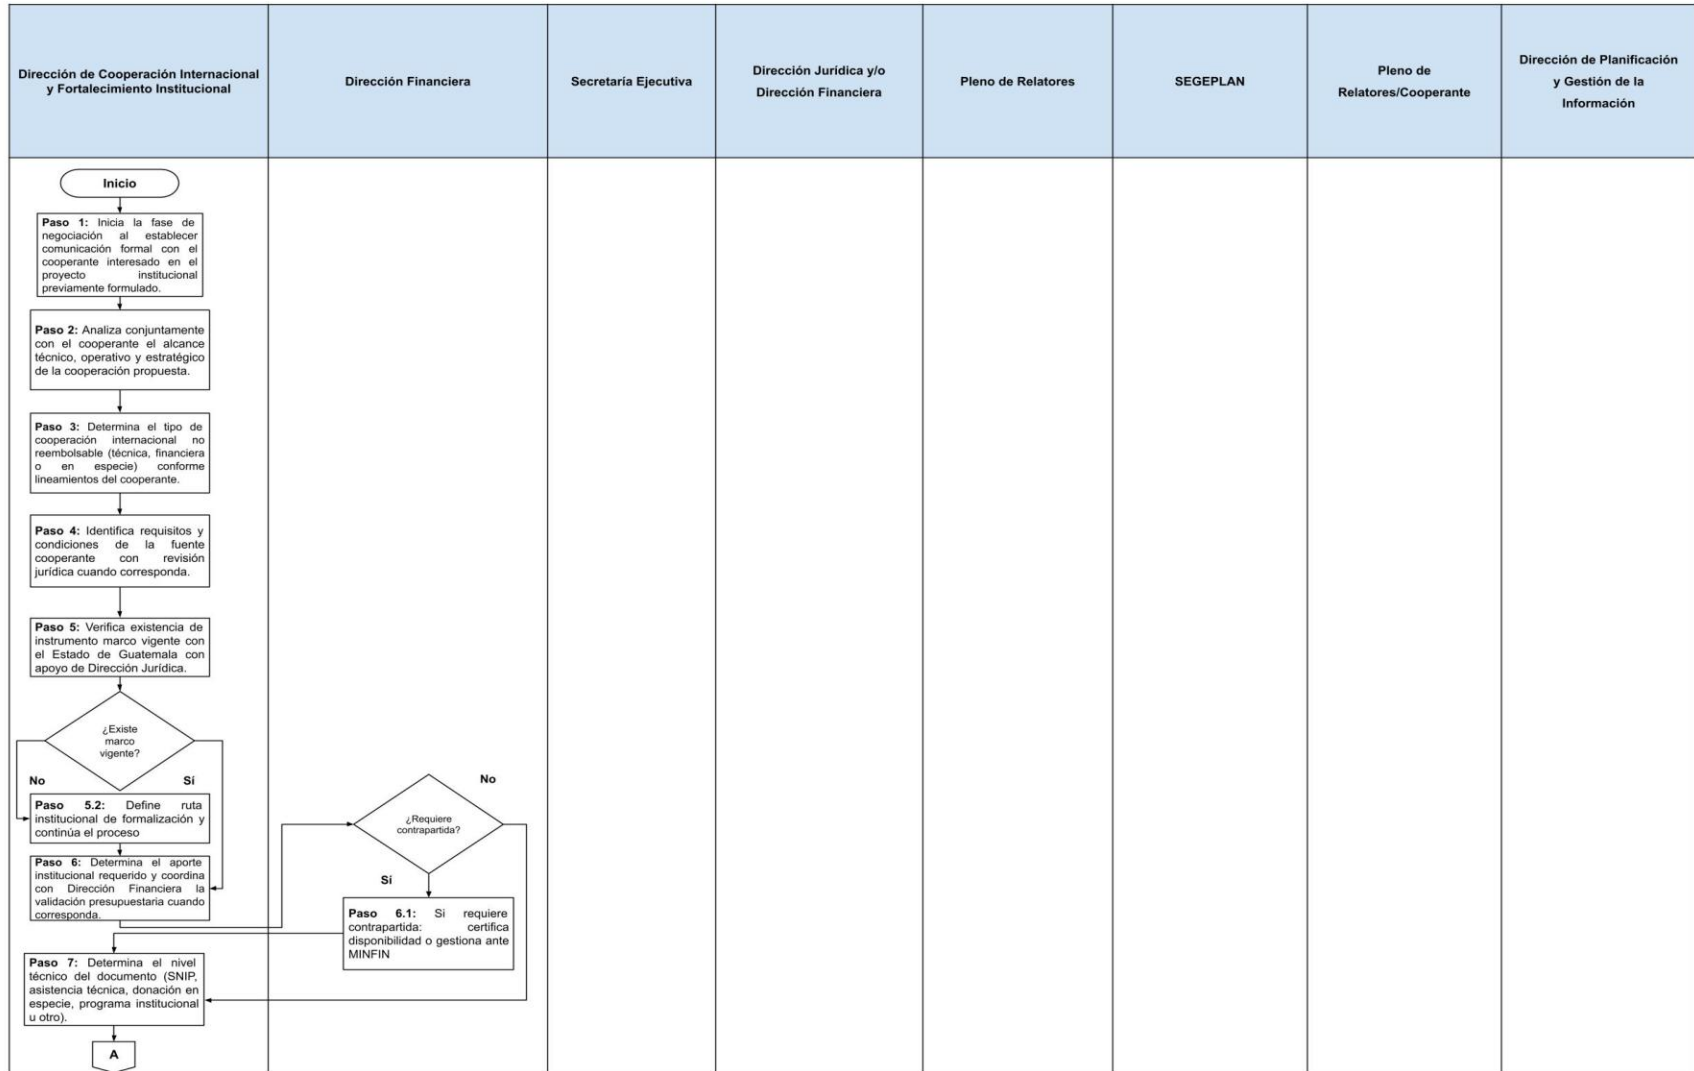 Dirección de Cooperación Internacional
y Fortalecimiento Institucional
Dirección Financiera
Secretaría Ejecutiva
Dirección Jurídica y/o
Dirección Financiera
Pleno de Relatores
SEGEPLAN
Pleno de
Relatores/Cooperante
Dirección de Planificación
y Gestión de la
Información
Inicio
Paso 1: Inicia la fase de
negociación al establecer
comunicación formal con el
cooperante interesado en el
proyecto institucional
previamente formulado.
Paso 2: Analiza conjuntamente
con el cooperante el alcance
técnico, operativo y estratégico
de la cooperación propuesta.
Paso 3: Determina el tipo de
cooperación internacional no
reembolsable (técnica, financiera
o en especie) conforme
lineamientos del cooperante.
Paso 4: Identifica requisitos y
condiciones de la fuente
cooperante con revisión
jurídica cuando corresponda.
Paso 5: Verifica existencia de
instrumento marco vigente con
el Estado de Guatemala con
apoyo de Dirección Jurídica.
¿Existe
marco
vigente?
No
Sí
Paso 5.2: Define ruta
institucional de formalización y
continúa el proceso
Paso 6: Determina el aporte
institucional requerido y coordina
con Dirección Financiera la
validación presupuestaria cuando
corresponda.
¿Requiere
contrapartida?
No
Sí
Paso 6.1: Si requiere
contrapartida: certifica
disponibilidad o gestiona ante
MINFIN
Paso 7: Determina el nivel
técnico del documento (SNIP,
asistencia técnica, donación en
especie, programa institucional
u otro).
A